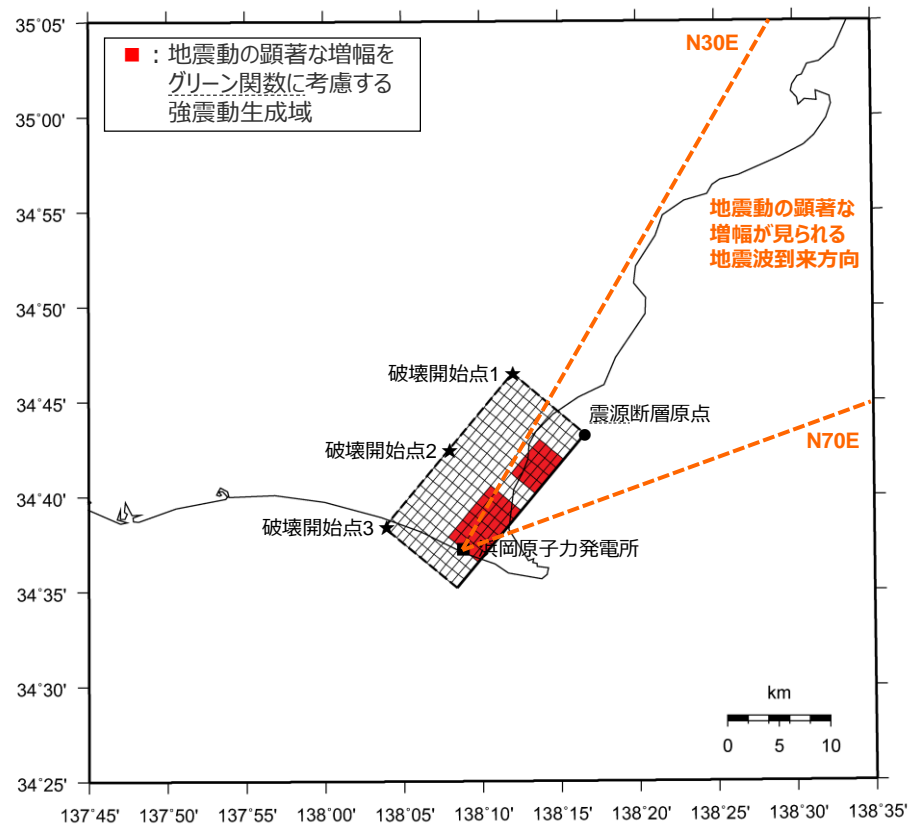 35˚05'
N30E
■ : 地震動の顕著な増幅を
グリーン関数に考慮する
強震動生成域
35˚00'
34˚55'
地震動の顕著な
増幅が見られる
地震波到来方向
34˚50'
破壊開始点1
34˚45'
震源断層原点
N70E
破壊開始点2
34˚40'
破壊開始点3
浜岡原子力発電所
34˚35'
34˚30'
km
0 5 10
34˚25'
137˚45' 137˚50' 137˚55' 138˚00' 138˚05' 138˚10' 138˚15' 138˚20' 138˚25' 138˚30' 138˚35'